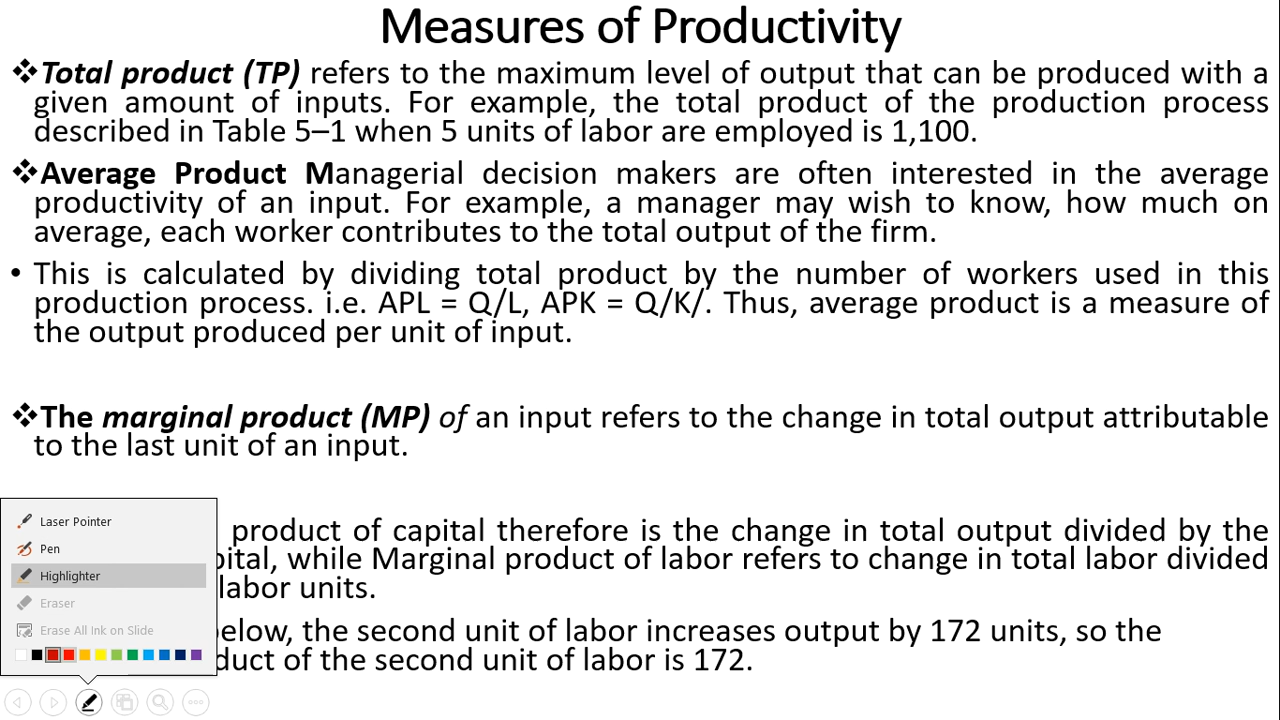 Measures of Productivity
❖Total product (TP) refers to the maximum level of output that can be produced with a
given amount of inputs. For example, the total product of the production process
described in Table 5–1 when 5 units of labor are employed is 1,100.
❖Average Product Managerial decision makers are often interested in the average
productivity of an input. For example, a manager may wish to know, how much on
average, each worker contributes to the total output of the firm.
• This is calculated by dividing total product by the number of workers used in this
production process. i.e. APL = Q/L, APK = Q/K/. Thus, average product is a measure of
the output produced per unit of input.
❖The marginal product (MP) of an input refers to the change in total output attributable
to the last unit of an input.
product of capital therefore is the change in total output divided by the
while Marginal product of labor refers to change in total labor divided
labor units.
the second unit of labor increases output by 172 units, so the
of the second unit of labor is 172.
Laser Pointer
Pen
Highlighter
Eraser
Erase All Ink on Slide